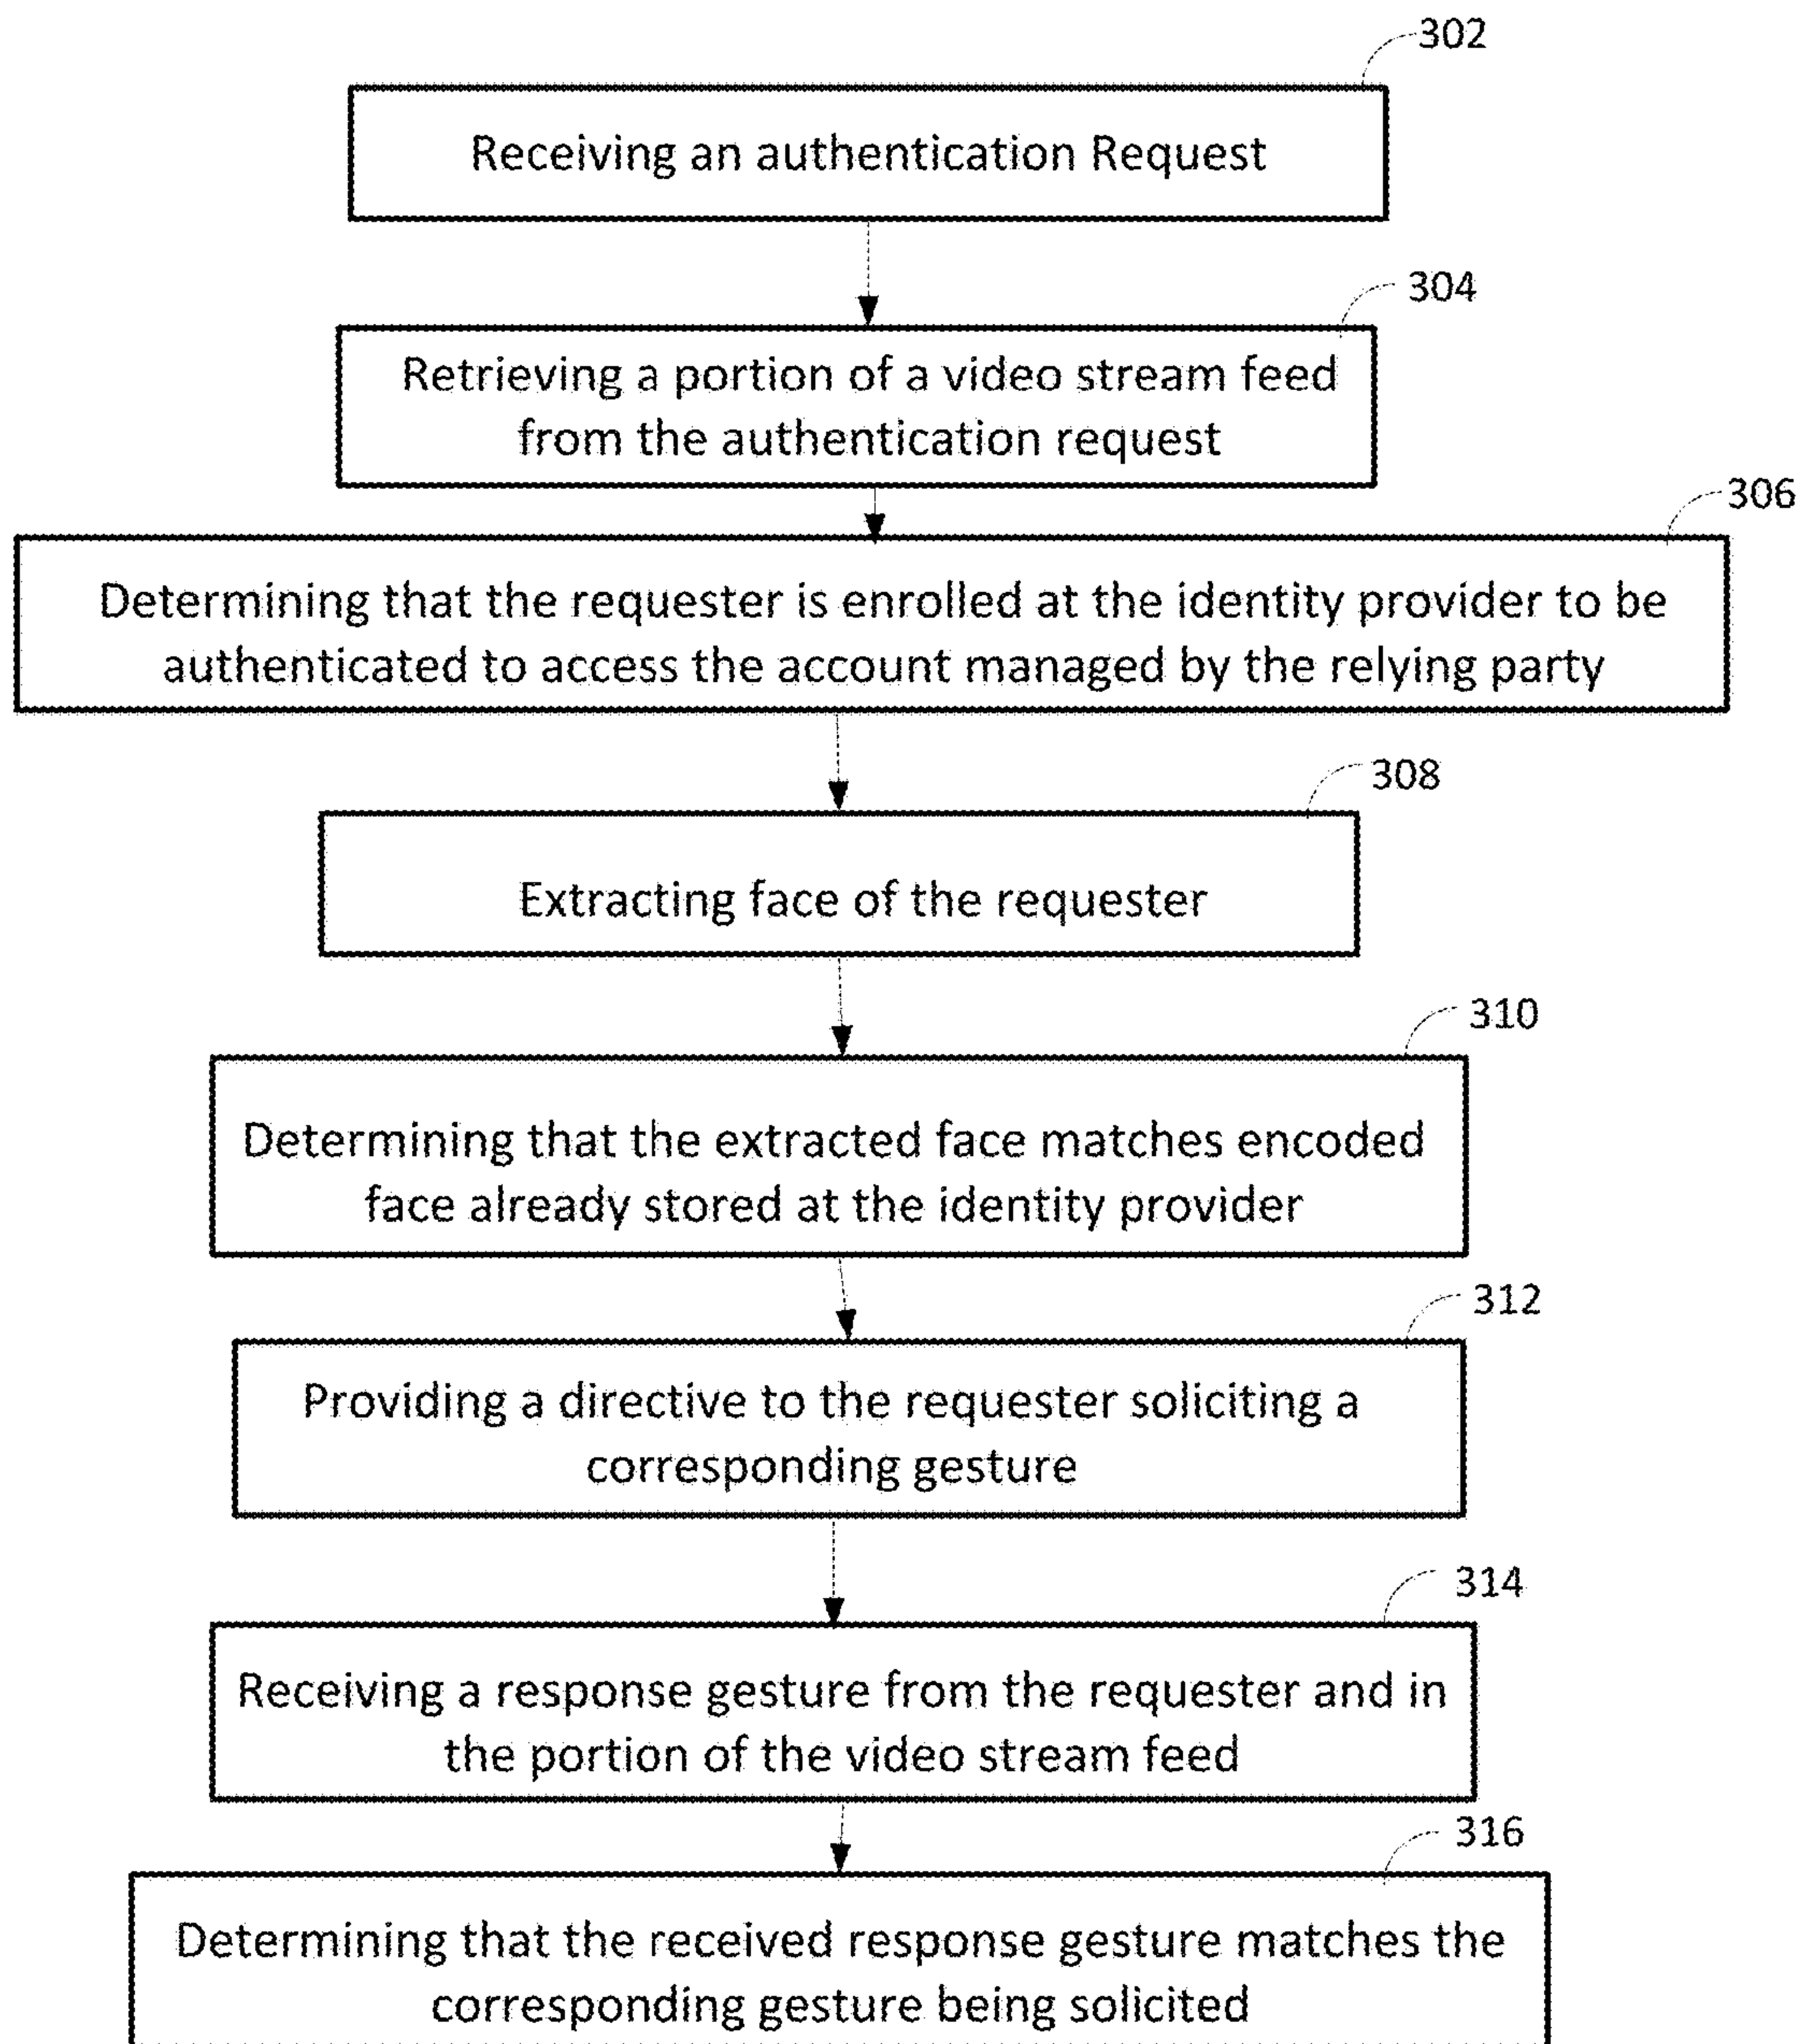 302
Receiving an authentication Request
304
Retrieving a portion of a video stream feed
from the authentication request
306
Determining that the requester is enrolled at the identity provider to be
authenticated to access the account managed by the relying party
308
Extracting face of the requester
310
Determining that the extracted face matches encoded
face already stored at the identity provider
312
Providing a directive to the requester soliciting a
corresponding gesture
314
Receiving a response gesture from the requester and in
the portion of the video stream feed
316
Determining that the received response gesture matches the
corresponding gesture being solicited